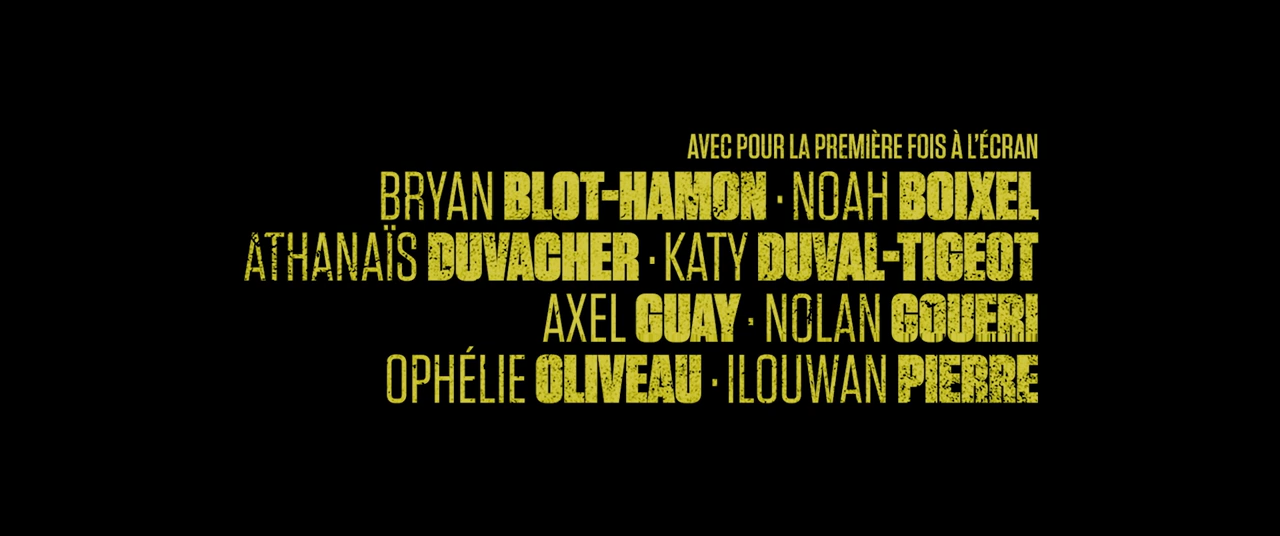 AVEC POUR LA PREMIÈRE FOIS À L'ÉCRAN
BRYAN BLOT-HAMON · NOAH BOIXEL
ATHANAÏS DUVACHER · KATY DUVAL-TIGEOT
AXEL GUAY · NOLAN GOUERI
OPHÉLIE OLIVEAU · ILOUWAN PIERRE